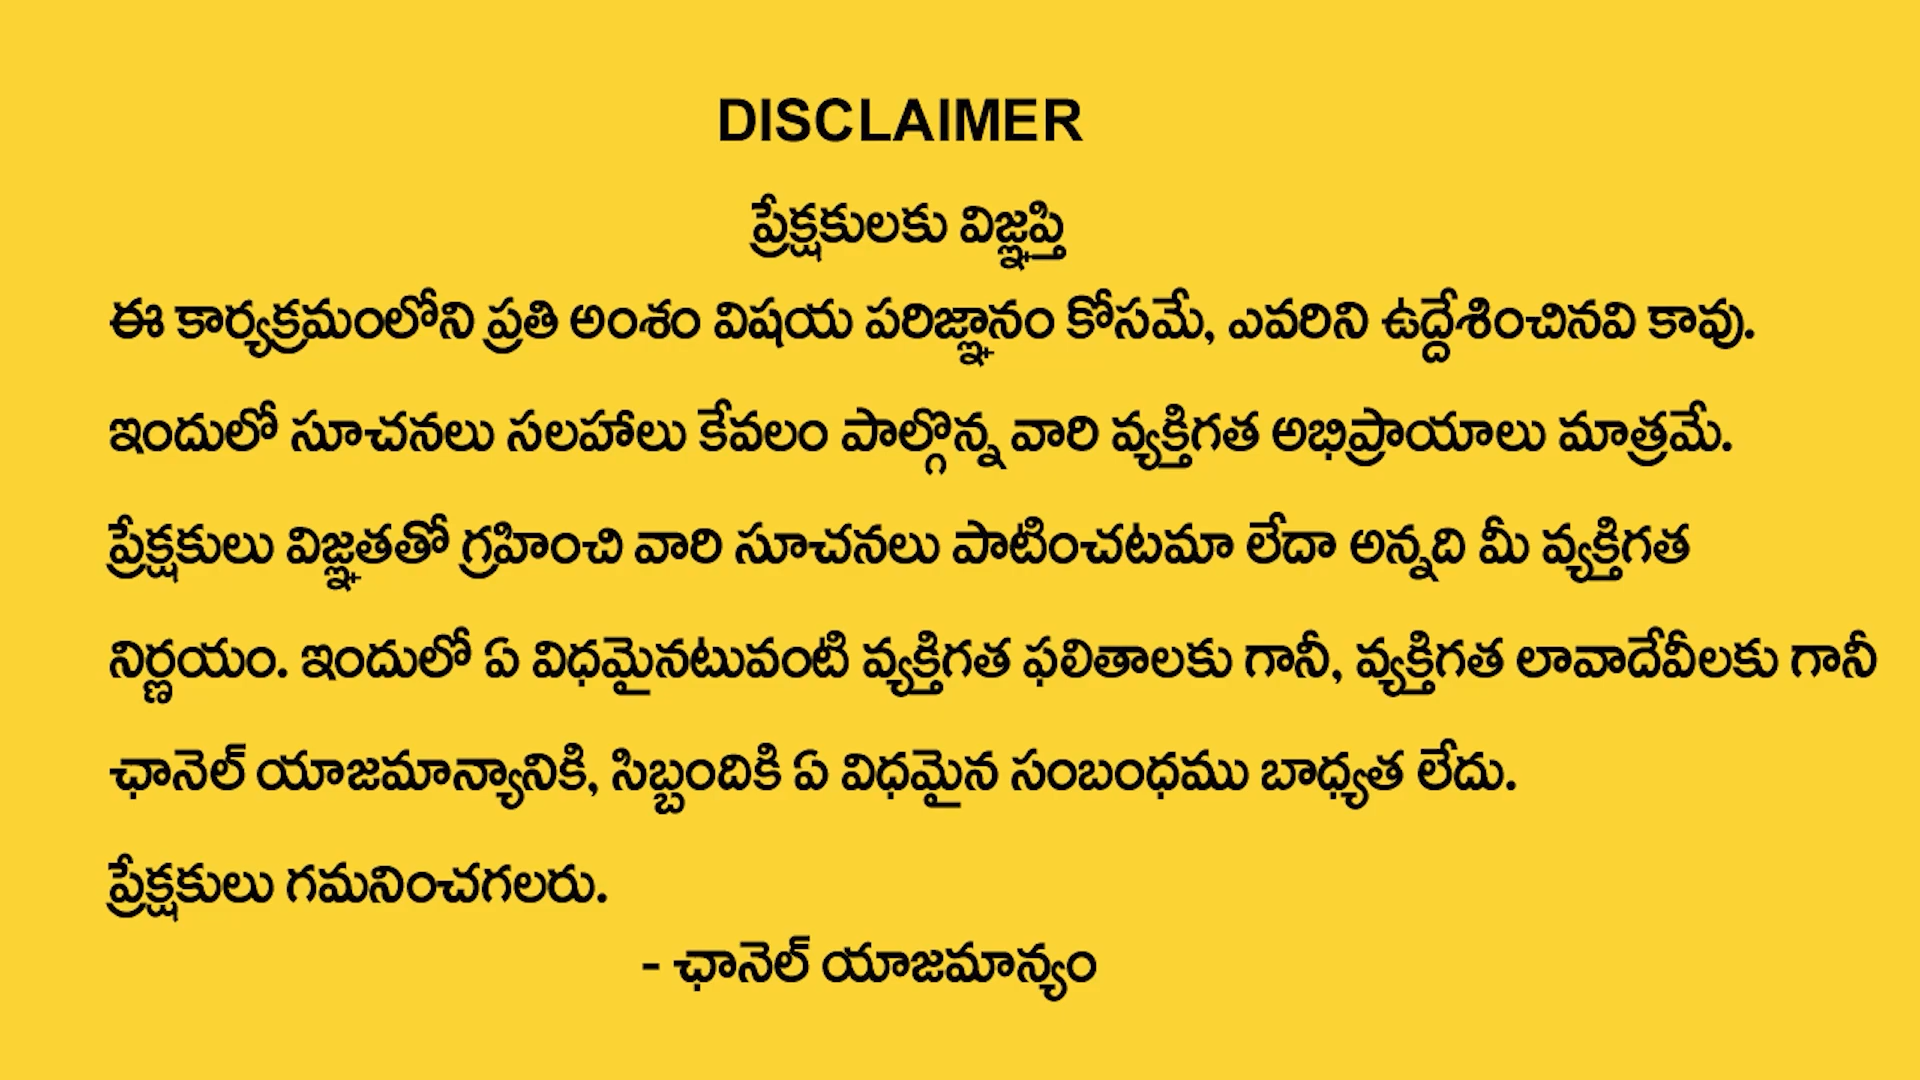 DISCLAIMER
ప్రేక్షకులకు విజ్ఞప్తి
ఈ కార్యక్రమంలోని ప్రతి అంశం విషయ పరిజ్ఞానం కోసమే, ఎవరిని ఉద్దేశించినవి కావు.
ఇందులో సూచనలు సలహాలు కేవలం పాల్గొన్న వారి వ్యక్తిగత అభిప్రాయాలు మాత్రమే.
ప్రేక్షకులు విజ్ఞతతో గ్రహించి వారి సూచనలు పాటించటమా లేదా అన్నది మీ వ్యక్తిగత
నిర్ణయం. ఇందులో ఏ విధమైనటువంటి వ్యక్తిగత ఫలితాలకు గానీ, వ్యక్తిగత లావాదేవీలకు గానీ
ఛానెల్ యాజమాన్యానికి, సిబ్బందికి ఏ విధమైన సంబంధము బాధ్యత లేదు.
ప్రేక్షకులు గమనించగలరు.
- ఛానెల్ యాజమాన్యం